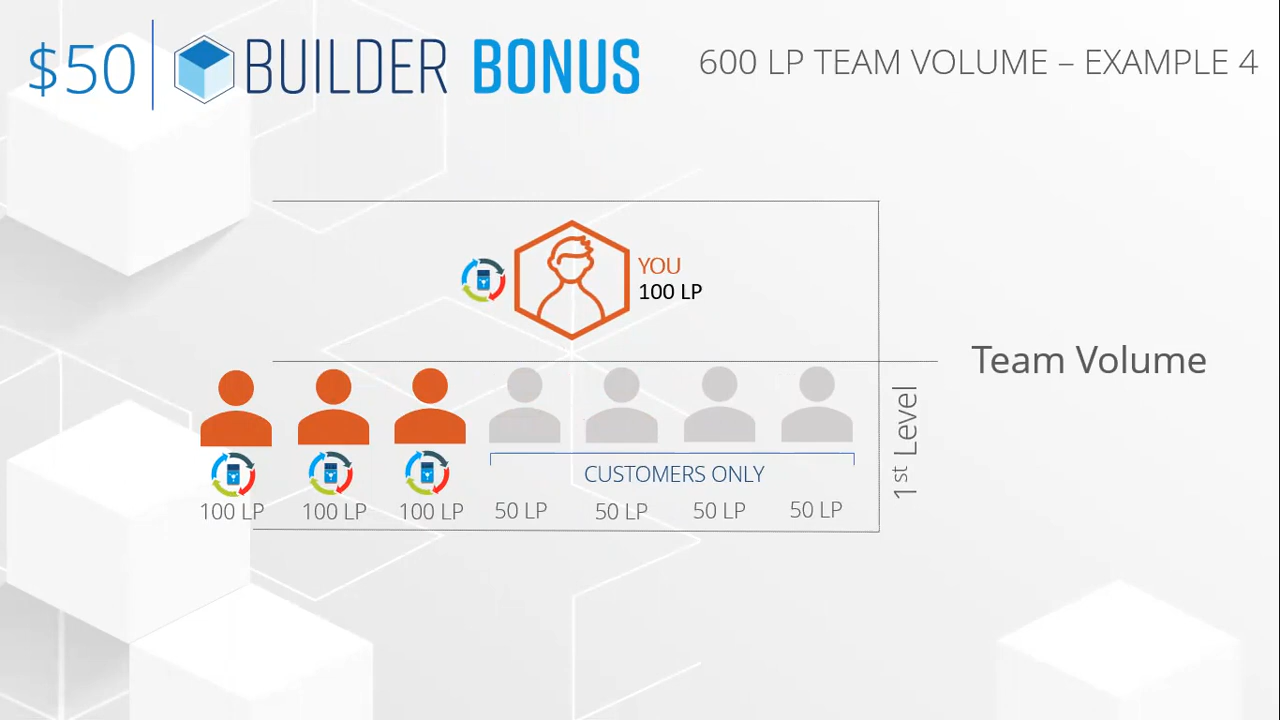 $50 BUILDER BONUS
600 LP TEAM VOLUME – EXAMPLE 4
YOU
100 LP
Team Volume
1st Level
CUSTOMERS ONLY
100 LP 100 LP 100 LP 50 LP 50 LP 50 LP 50 LP